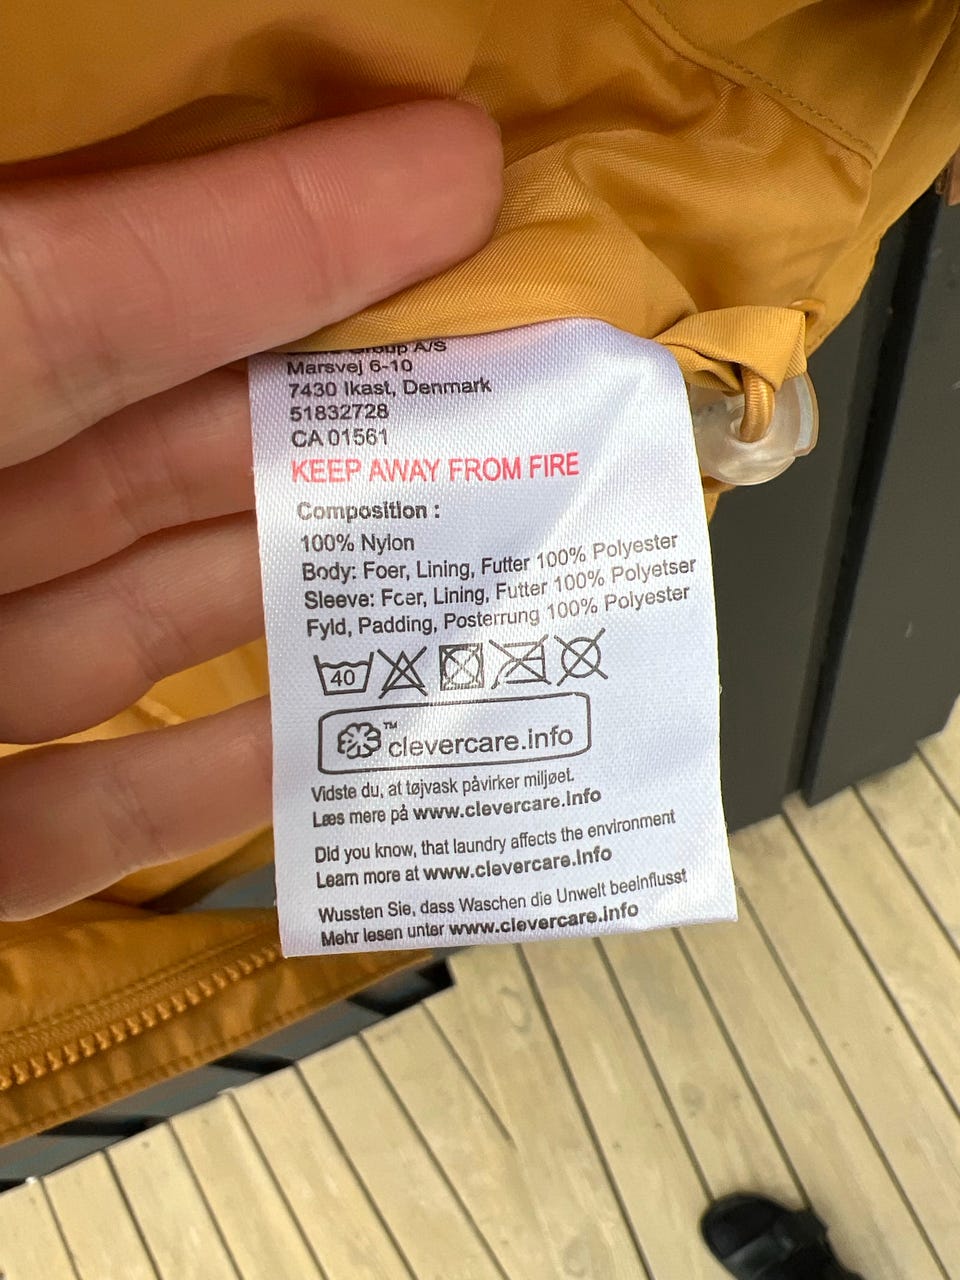 Group A/S
Marsvej 6-10
7430 Ikast, Denmark
51832728
CA 01561
KEEP AWAY FROM FIRE
Composition :
100% Nylon
Body: Foer, Lining, Futter 100% Polyester
Sleeve: Foer, Lining, Futter 100% Polyetser
Fyld, Padding, Posterrung 100% Polyester
40
™ clevercare.info
Vidste du, at tøjvask påvirker miljøet.
Læs mere på www.clevercare.info
Did you know, that laundry affects the environment
Learn more at www.clevercare.info
Wussten Sie, dass Waschen die Unwelt beeinflusst
Mehr lesen unter www.clevercare.info